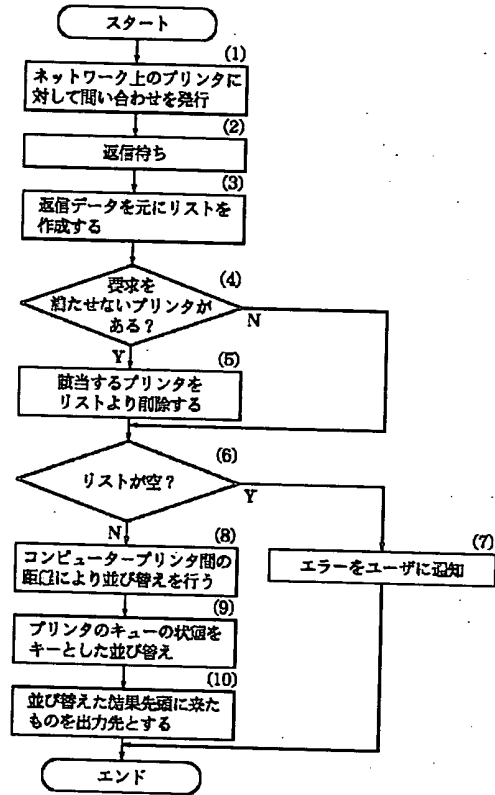 スタート
(1)
ネットワーク上のプリンタに
対して問い合わせを発行
(2)
返信待ち
(3)
返信データを元にリストを
作成する
(4)
要求を
満たせないプリンタが
ある？
N
Y
(5)
該当するプリンタを
リストより削除する
(6)
リストが空？
Y
N
(7)
エラーをユーザに通知
(8)
コンピュータープリンタ間の
距離により並び替えを行う
(9)
プリンタのキューの状態を
キーとした並び替え
(10)
並び替えた結果先頭に来た
ものを出力先とする
エンド